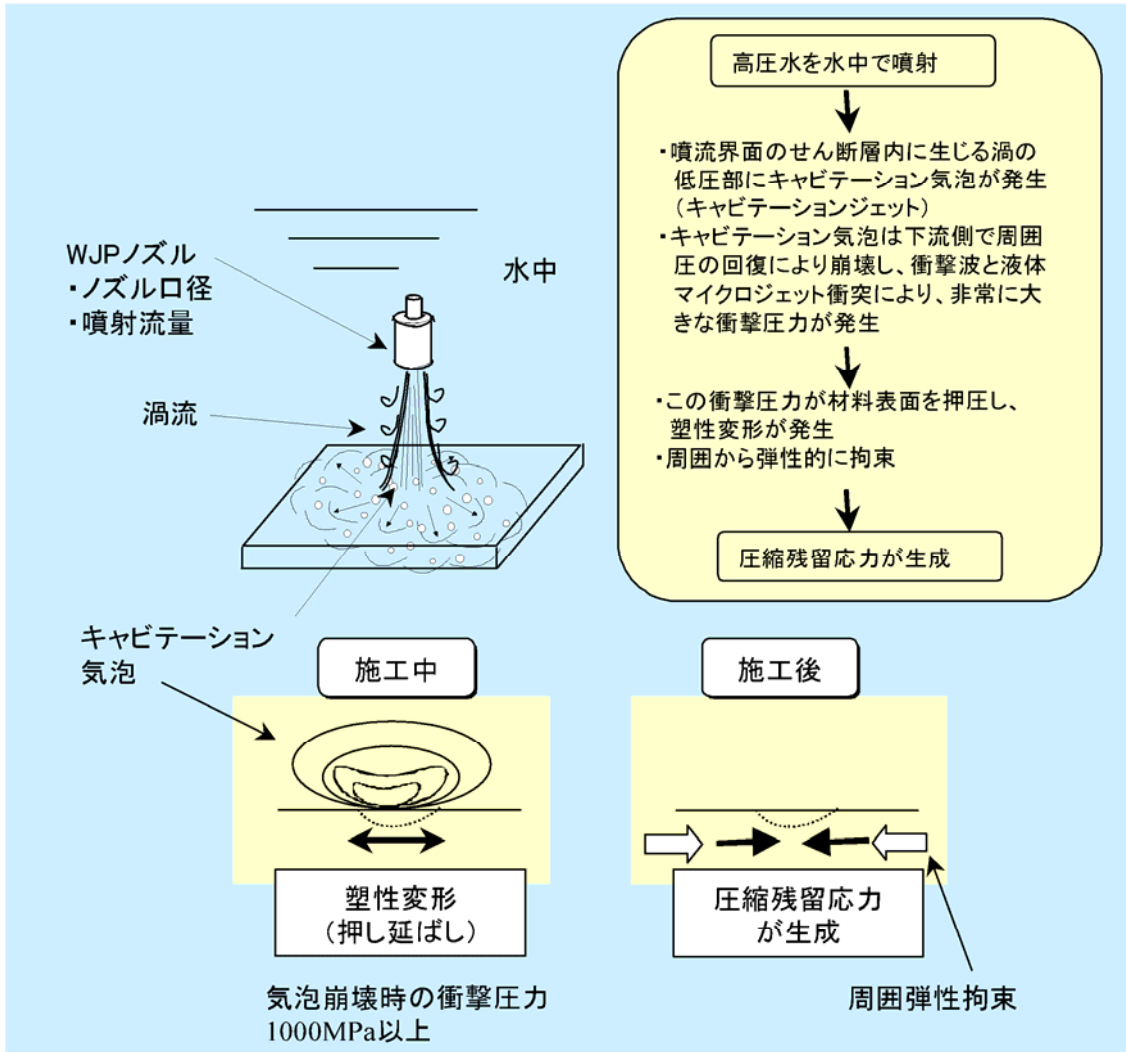 高圧水を水中で噴射
・噴流界面のせん断層内に生じる渦の
低圧部にキャビテーション気泡が発生
（キャビテーションジェット）
・キャビテーション気泡は下流側で周囲
圧の回復により崩壊し、衝撃波と液体
マイクロジェット衝突により、非常に大
きな衝撃圧力が発生
・この衝撃圧力が材料表面を押圧し、
塑性変形が発生
・周囲から弾性的に拘束
圧縮残留応力が生成
WJPノズル
・ノズル口径
・噴射流量
水中
渦流
キャビテーション
気泡
施工中
塑性変形
（押し延ばし）
気泡崩壊時の衝撃圧力
1000MPa以上
施工後
圧縮残留応力
が生成
周囲弾性拘束